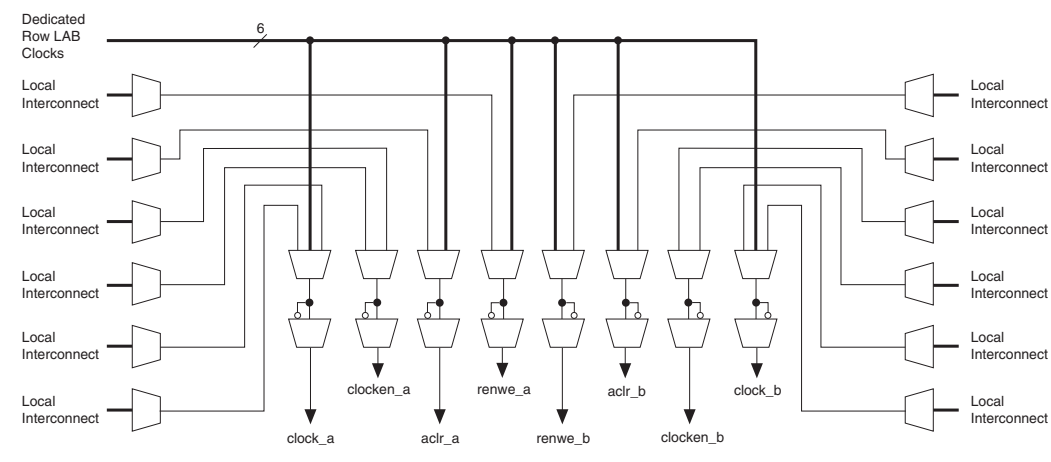 Dedicated
Row LAB
Clocks
6
Local
Interconnect
Local
Interconnect
Local
Interconnect
Local
Interconnect
Local
Interconnect
Local
Interconnect
Local
Interconnect
Local
Interconnect
Local
Interconnect
Local
Interconnect
Local
Interconnect
Local
Interconnect
clocken_a
renwe_a
aclr_b
clock_b
clock_a
aclr_a
renwe_b
clocken_b